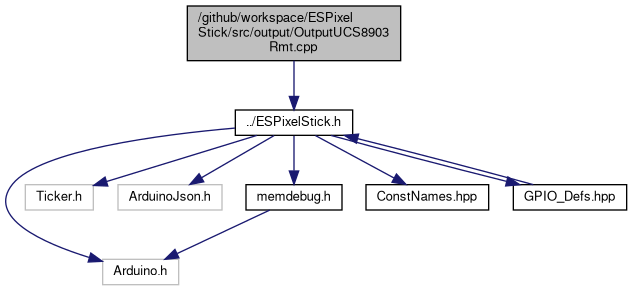 /github/workspace/ESPixel
Stick/src/output/OutputUCS8903
Rmt.cpp
../ESPixelStick.h
Ticker.h
ArduinoJson.h
memdebug.h
ConstNames.hpp
GPIO_Defs.hpp
Arduino.h